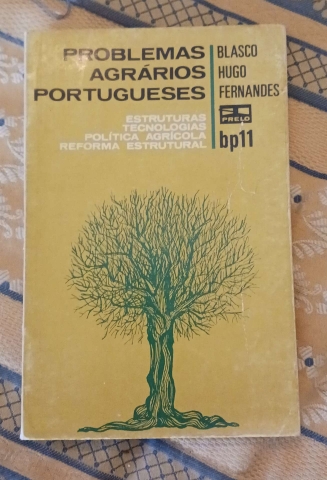 PROBLEMAS
AGRÁRIOS
PORTUGUESES
ESTRUTURAS
TECNOLOGIAS
POLÍTICA AGRÍCOLA
REFORMA ESTRUTURAL
BLASCO
HUGO
FERNANDES
PRELO
bp11